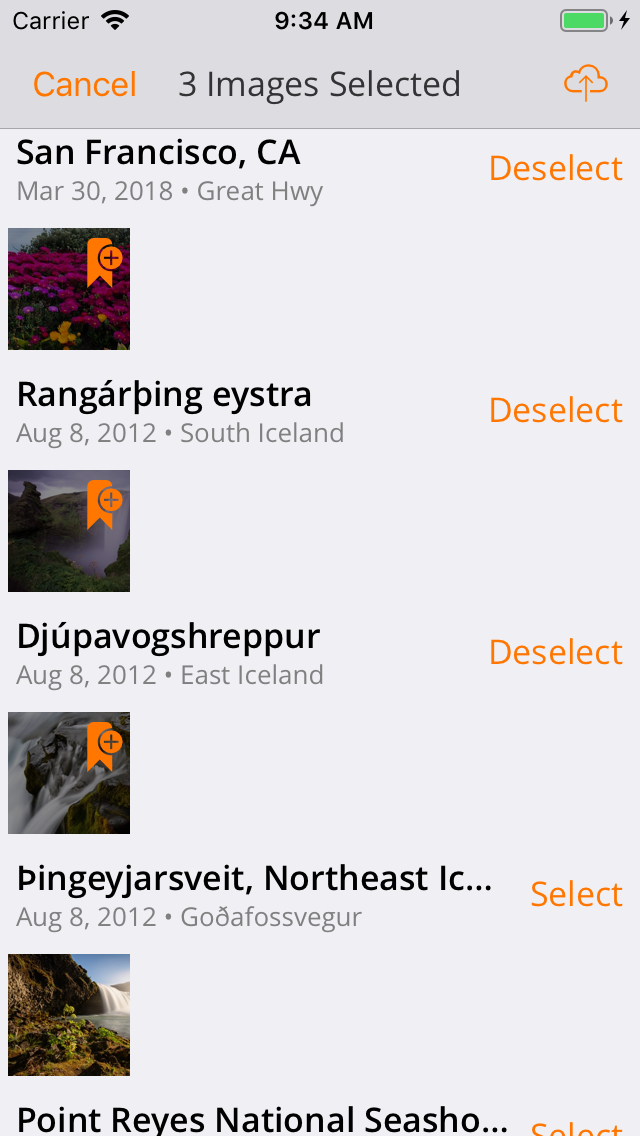 Carrier 9:34 AM
Cancel 3 Images Selected
San Francisco, CA
Deselect
Mar 30, 2018 • Great Hwy
Rangárþing eystra
Deselect
Aug 8, 2012 • South Iceland
Djúpavogshreppur
Deselect
Aug 8, 2012 • East Iceland
Þingeyjarsveit, Northeast Ic...
Select
Aug 8, 2012 • Goðafossvegur
Point Reyes National Seasho...
Select